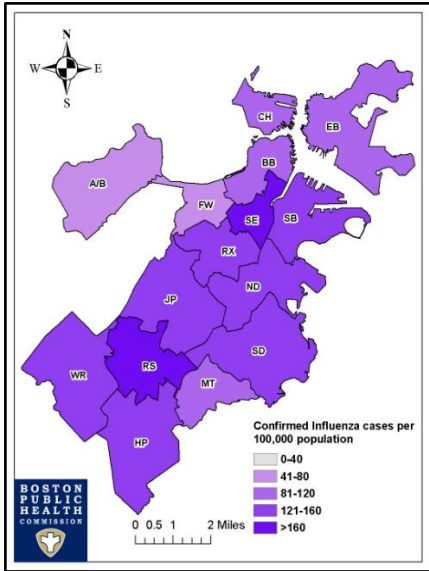 N
W E
S
CH
EB
BB
A/B
FW
SE
SB
RX
ND
JP
SD
RS
WR
MT
HP
Confirmed Influenza cases per
100,000 population
0-40
41-80
81-120
121-160
>160
BOSTON
PUBLIC
HEALTH
COMMISSION
0 0.5 1 2 Miles